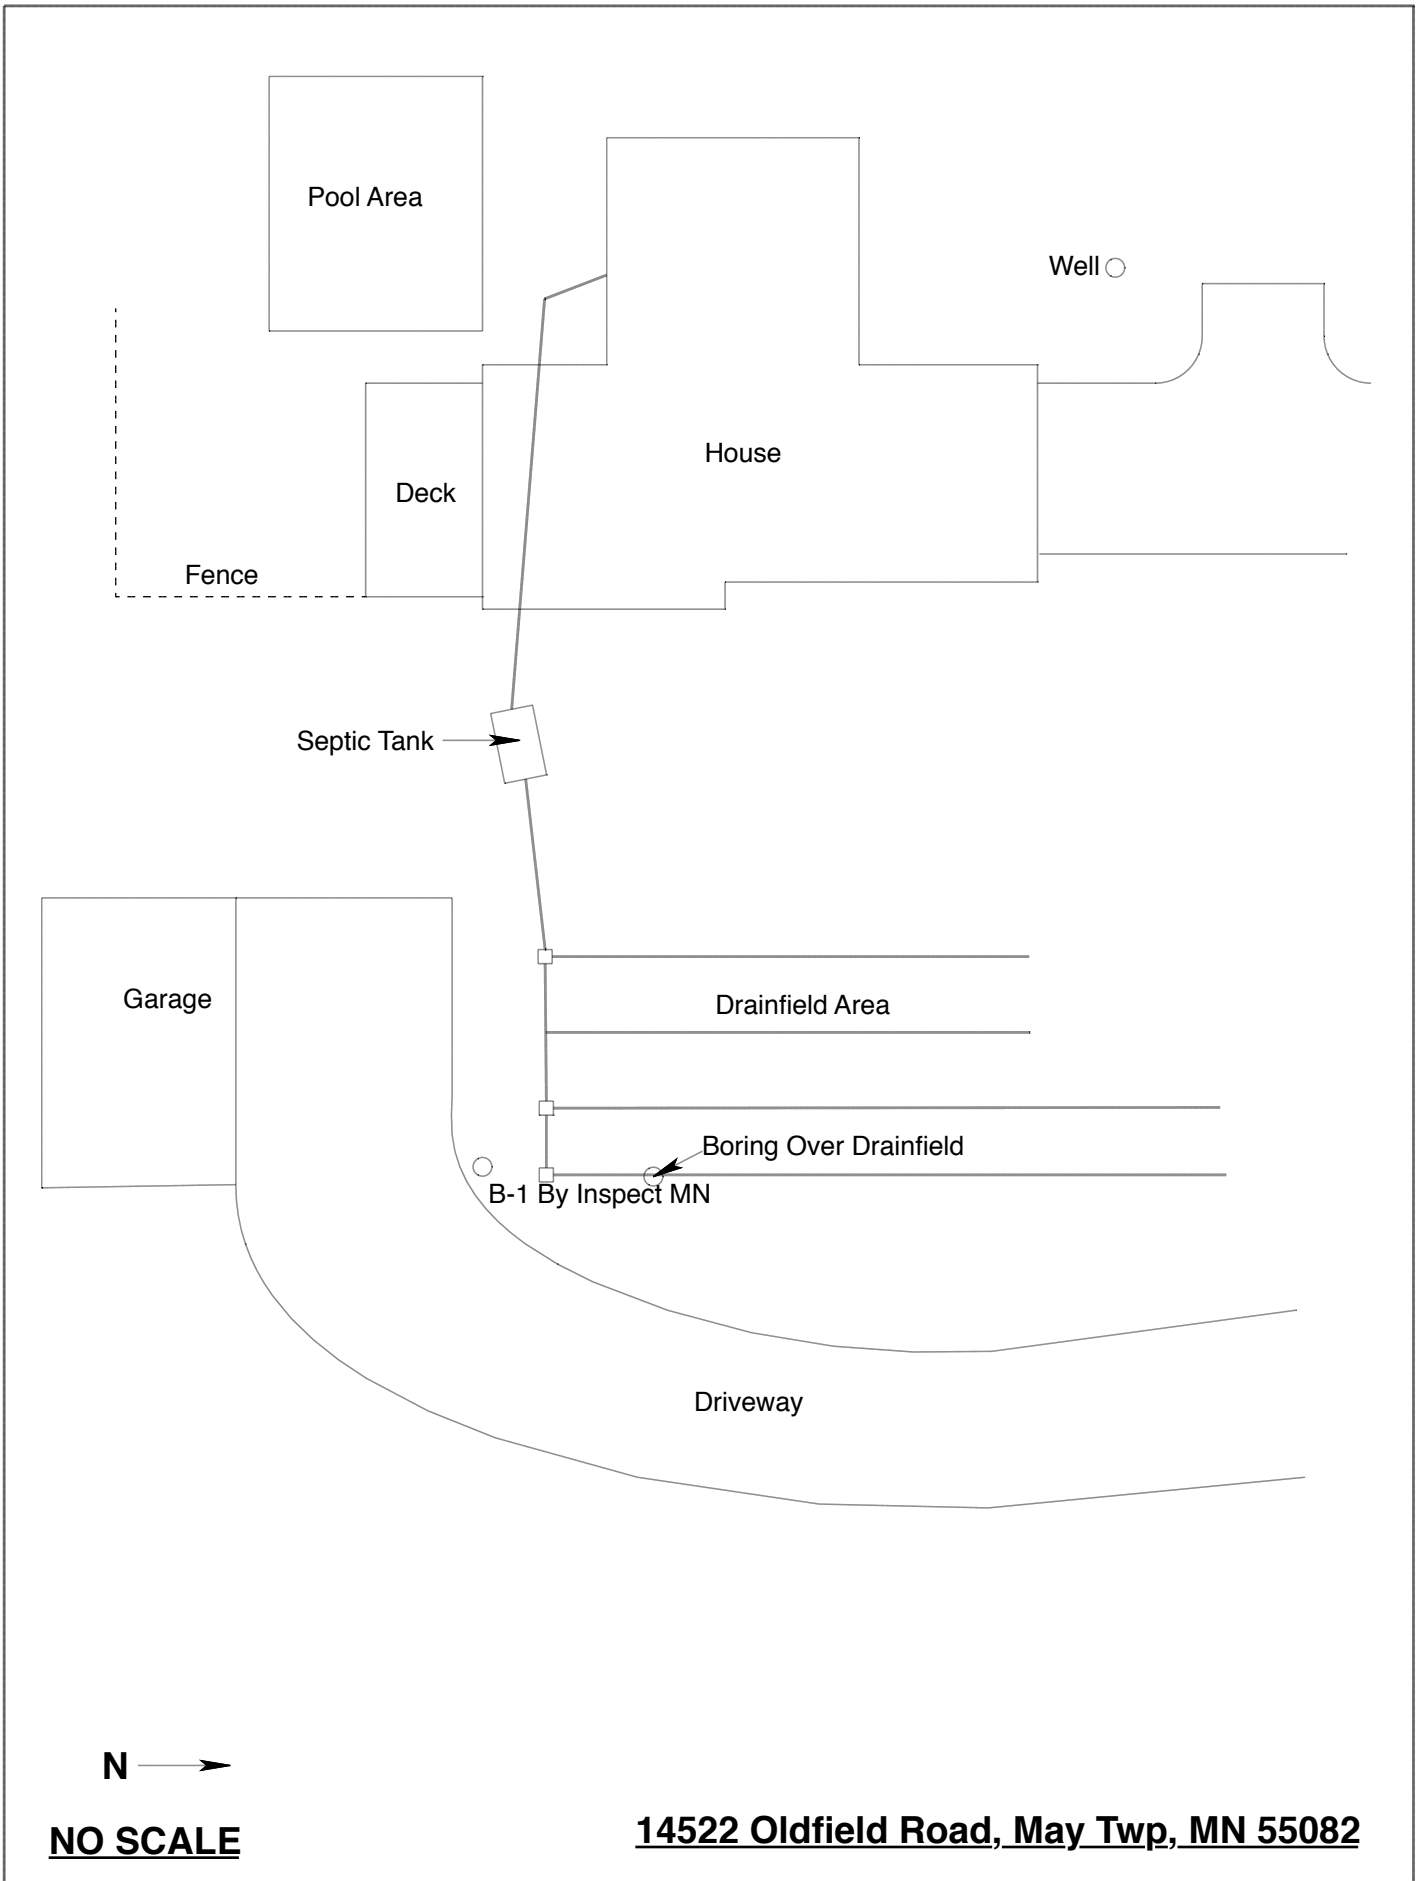 Pool Area
Well
House
Deck
Fence
Septic Tank
Garage
Drainfield Area
Boring Over Drainfield
B-1 By Inspect MN
Driveway
N
NO SCALE
14522 Oldfield Road, May Twp, MN 55082